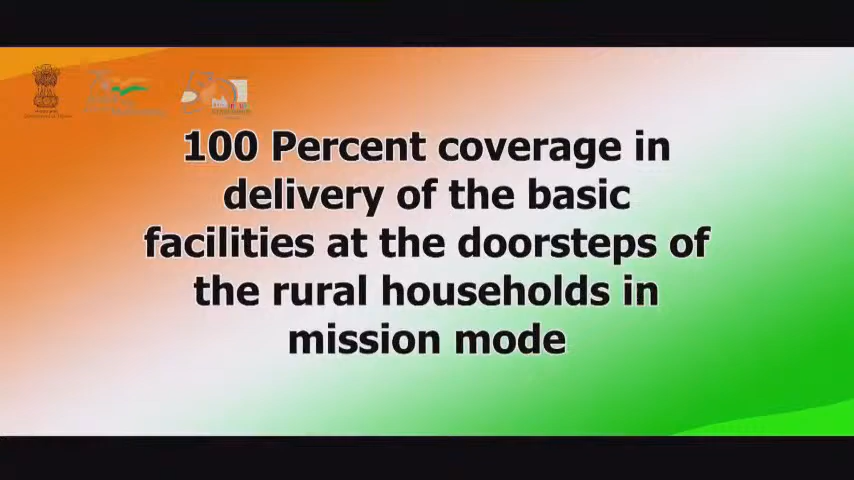 100 Percent coverage in
delivery of the basic
facilities at the doorsteps of
the rural households in
mission mode